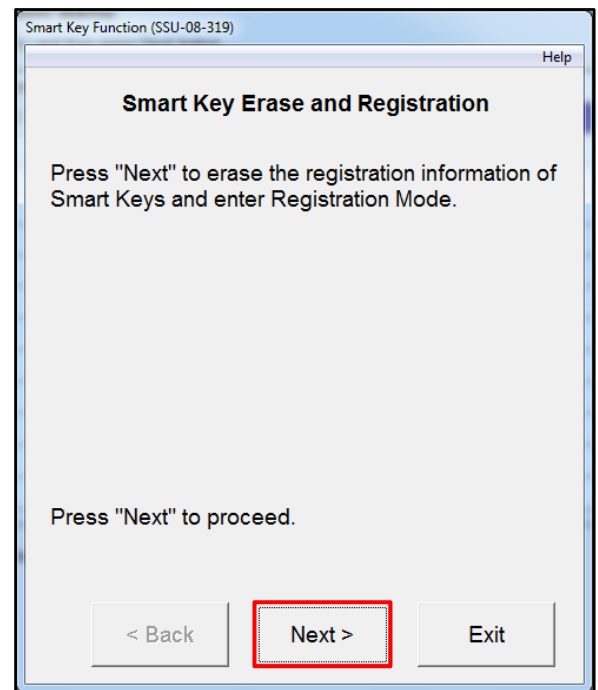 Smart Key Function (SSU-08-319)
Help
Smart Key Erase and Registration
Press "Next" to erase the registration information of
Smart Keys and enter Registration Mode.
Press "Next" to proceed.
< Back
Next >
Exit